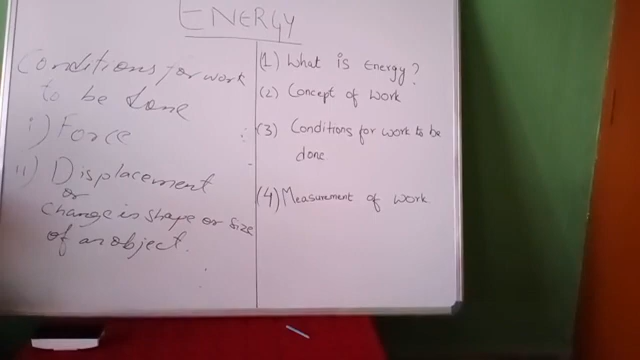 ENERGY
Conditions for work
to be done
i) Force
ii) Displacement
or
change in shape or size
of an object.
(1) What is Energy?
(2) Concept of Work
(3) Conditions for work to be
done
(4) Measurement of work